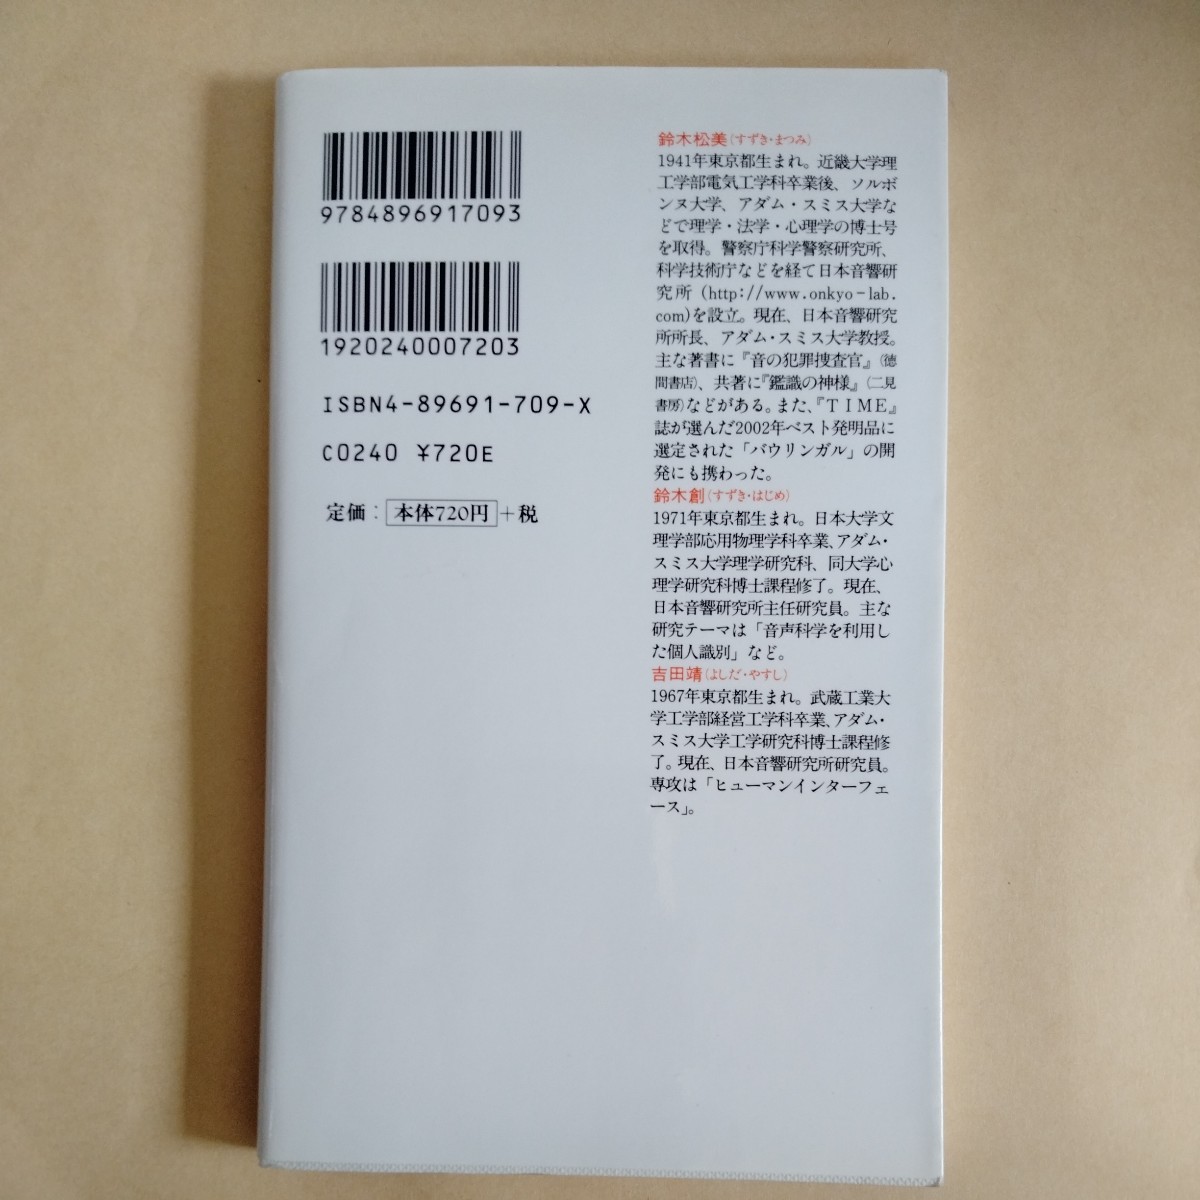 9784896917093
1920240007203
ISBN4-89691-709-X
C0240 ¥720E
定価：本体720円＋税
鈴木松美(すずき・まつみ)
1941年東京都生まれ。近畿大学理
工学部電気工学科卒業後、ソルボ
ンヌ大学、アダム・スミス大学な
どで理学・法学・心理学の博士号
を取得。警察庁科学警察研究所、
科学技術庁などを経て日本音響研
究所（http://www.onkyo-lab.
com)を設立。現在、日本音響研究
所所長、アダム・スミス大学教授。
主な著書に『音の犯罪捜査官』(徳
間書店)、共著に『鑑識の神様』(二見
書房)などがある。また、『TIME』
誌が選んだ2002年ベスト発明品に
選定された「バウリンガル」の開
発にも携わった。
鈴木創(すずき・はじめ)
1971年東京都生まれ。日本大学文
理学部応用物理学科卒業、アダム・
スミス大学理学研究科、同大学心
理学研究科博士課程修了。現在、
日本音響研究所主任研究員。主な
研究テーマは「音声科学を利用し
た個人識別」など。
吉田靖(よしだ・やすし)
1967年東京都生まれ。武蔵工業大
学工学部経営工学科卒業、アダム・
スミス大学工学研究科博士課程修
了。現在、日本音響研究所研究員。
専攻は「ヒューマンインターフェ
ース」。